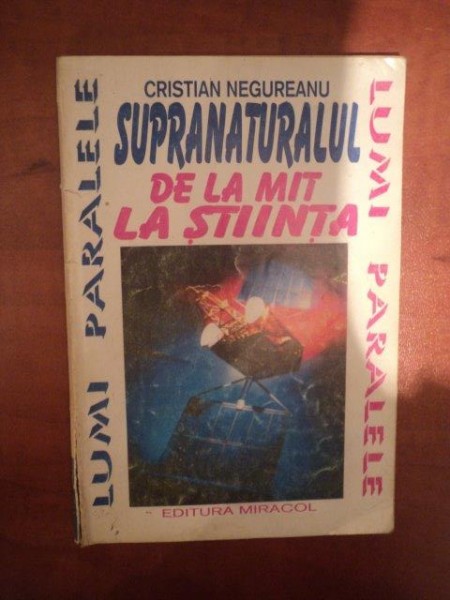 CRISTIAN NEGUREANU
SUPRANATURALUL
DE LA MIT
LA ȘTIINȚA
LUMI PARALELE
LUMI PARALELE
EDITURA MIRACOL